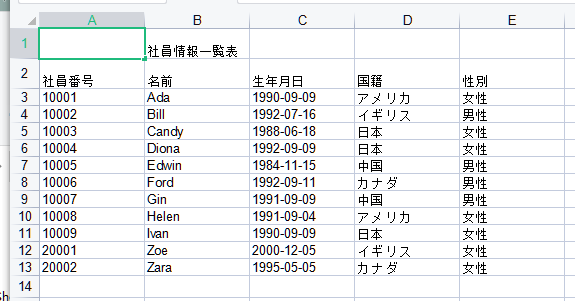 A B C D E
1 社員情報一覧表
2 社員番号 名前 生年月日 国籍 性別
3 10001 Ada 1990-09-09 アメリカ 女性
4 10002 Bill 1992-07-16 イギリス 男性
5 10003 Candy 1988-06-18 日本 女性
6 10004 Diona 1992-09-09 日本 女性
7 10005 Edwin 1984-11-15 中国 男性
8 10006 Ford 1992-09-11 カナダ 男性
9 10007 Gin 1991-09-09 中国 男性
10 10008 Helen 1991-09-04 アメリカ 女性
11 10009 Ivan 1990-09-09 日本 女性
12 20001 Zoe 2000-12-05 イギリス 女性
13 20002 Zara 1995-05-05 カナダ 女性
14